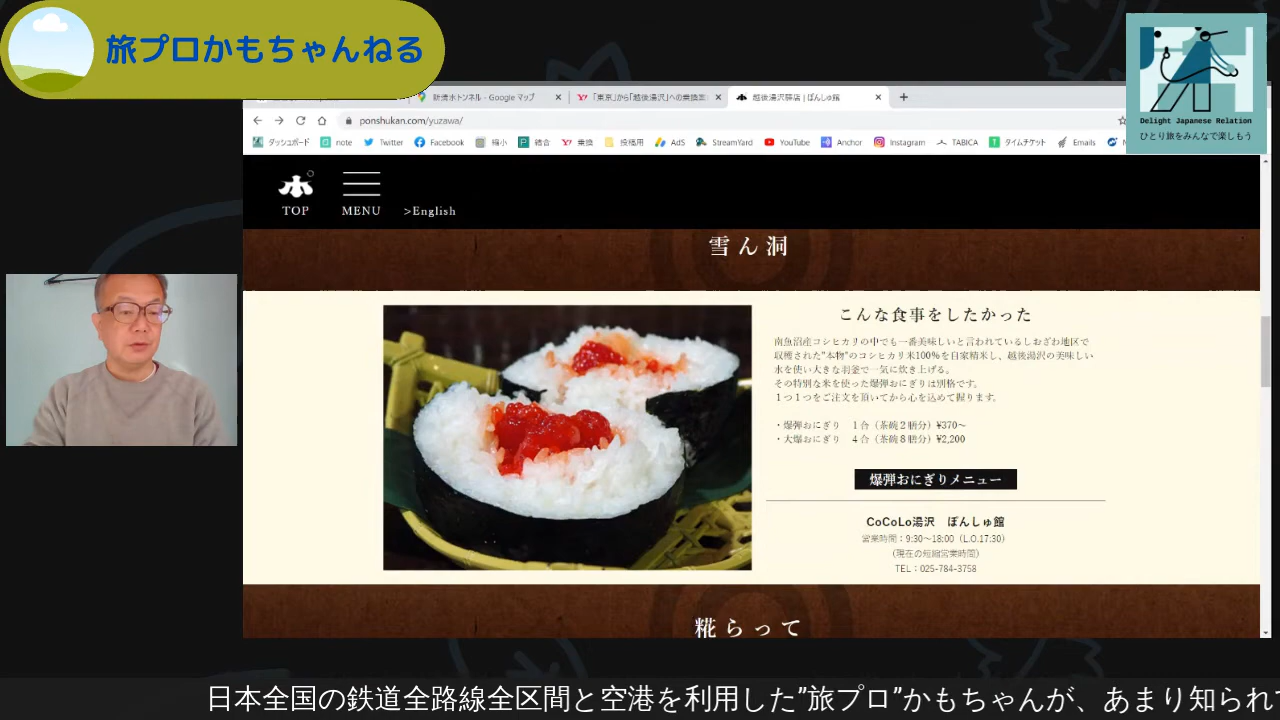 旅プロかもちゃんねる
Delight Japanese Relation
ひとり旅をみんなで楽しもう
新清水トンネル - Google マップ
「東京」から「越後湯沢」への乗換案
越後湯沢驛店 | ぽんしゅ館
ponshukan.com/yuzawa/
ダッシュボード note Twitter Facebook 縮小 結合 乗換 投稿用 AdS StreamYard YouTube Anchor Instagram TABICA タイムチケット Emails
TOP MENU >English
雪ん洞
こんな食事をしたかった
南魚沼産コシヒカリの中でも一番美味しいと言われているしおざわ地区で
収穫された"本物"のコシヒカリ米100%を自家精米し、越後湯沢の美味しい
水を使い大きな羽釜で一気に炊き上げる。
その特別な米を使った爆弾おにぎりは別格です。
1つ1つをご注文を頂いてから心を込めて握ります。
・爆弾おにぎり 1合（茶碗2膳分）¥370〜
・大爆おにぎり 4合（茶碗8膳分）¥2,200
爆弾おにぎりメニュー
CoCoLo湯沢 ぽんしゅ館
営業時間：9:30〜18:00（L.O.17:30）
（現在の短縮営業時間）
TEL：025-784-3758
糀らって
日本全国の鉄道全路線全区間と空港を利用した"旅プロ"かもちゃんが、あまり知られ